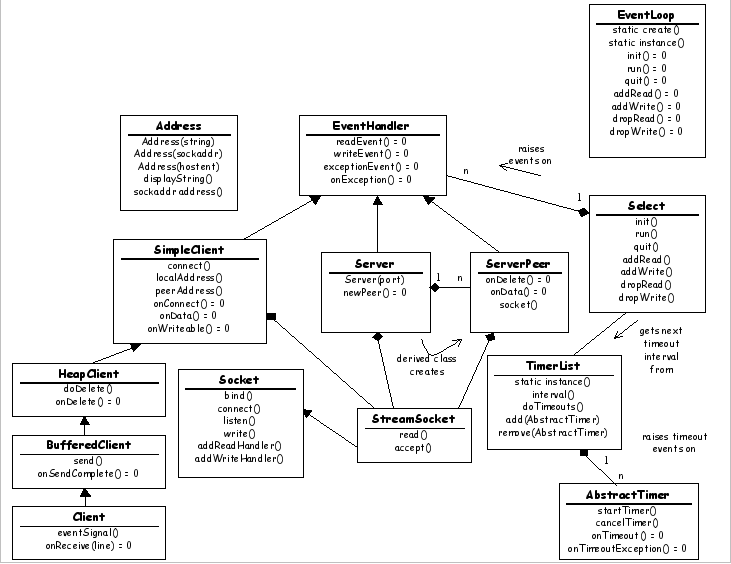 EventLoop
static create()
static instance()
init() = 0
run() = 0
quit() = 0
addRead() = 0
addWrite() = 0
dropRead() = 0
dropWrite() = 0
Address
Address(string)
Address(sockaddr)
Address(hostent)
displayString()
sockaddr address()
EventHandler
readEvent() = 0
writeEvent() = 0
exceptionEvent() = 0
onException() = 0
raises
events on
n
1
Select
init()
run()
quit()
addRead()
addWrite()
dropRead()
dropWrite()
SimpleClient
connect()
localAddress()
peerAddress()
onConnect() = 0
onData() = 0
onWriteable() = 0
Server
Server(port)
newPeer() = 0
1
n
ServerPeer
onDelete() = 0
onData() = 0
socket()
gets next
timeout
interval
from
derived class
creates
HeapClient
doDelete()
onDelete() = 0
Socket
bind()
connect()
listen()
write()
addReadHandler()
addWriteHandler()
TimerList
static instance()
interval()
doTimeouts()
add(AbstractTimer)
remove(AbstractTimer)
StreamSocket
read()
accept()
BufferedClient
send()
onSendComplete() = 0
raises timeout
events on
1
n
Client
eventSignal()
onReceive(line) = 0
AbstractTimer
startTimer()
cancelTimer()
onTimeout() = 0
onTimeoutException() = 0